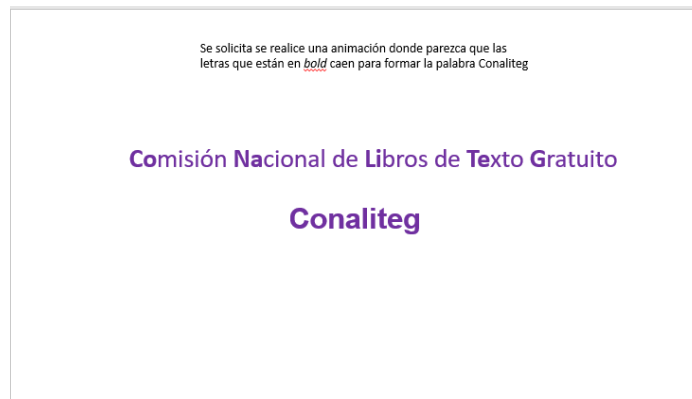 Se solicita se realice una animación donde parezca que las
letras que están en bold caen para formar la palabra Conaliteg
Comisión Nacional de Libros de Texto Gratuito
Conaliteg